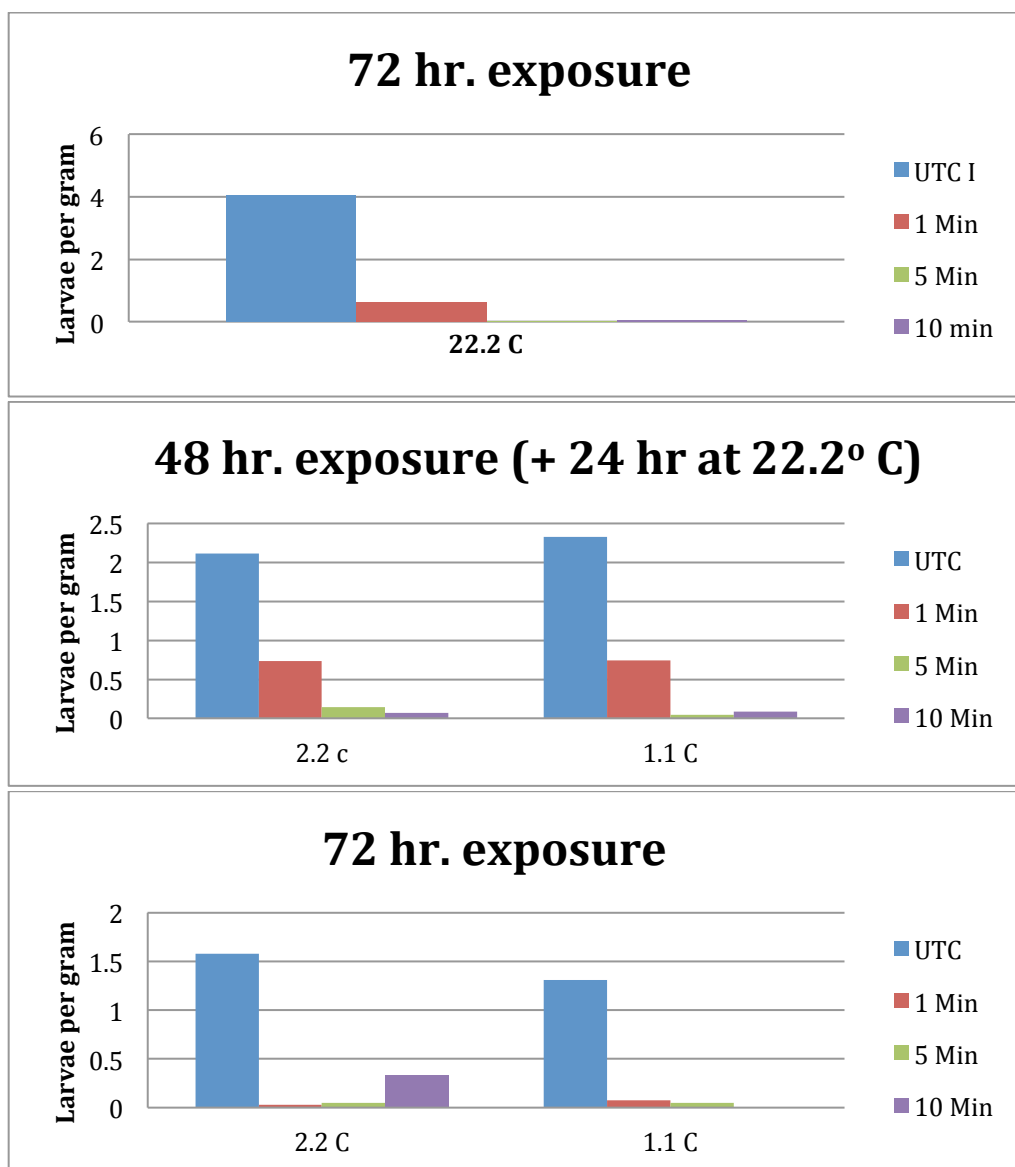 72 hr. exposure
Larvae per gram
6
4
2
0
22.2 C
UTC I
1 Min
5 Min
10 min
48 hr. exposure (+ 24 hr at 22.2º C)
Larvae per gram
2.5
2
1.5
1
0.5
0
2.2 c
1.1 C
UTC
1 Min
5 Min
10 Min
72 hr. exposure
Larvae per gram
2
1.5
1
0.5
0
2.2 C
1.1 C
UTC
1 Min
5 Min
10 Min